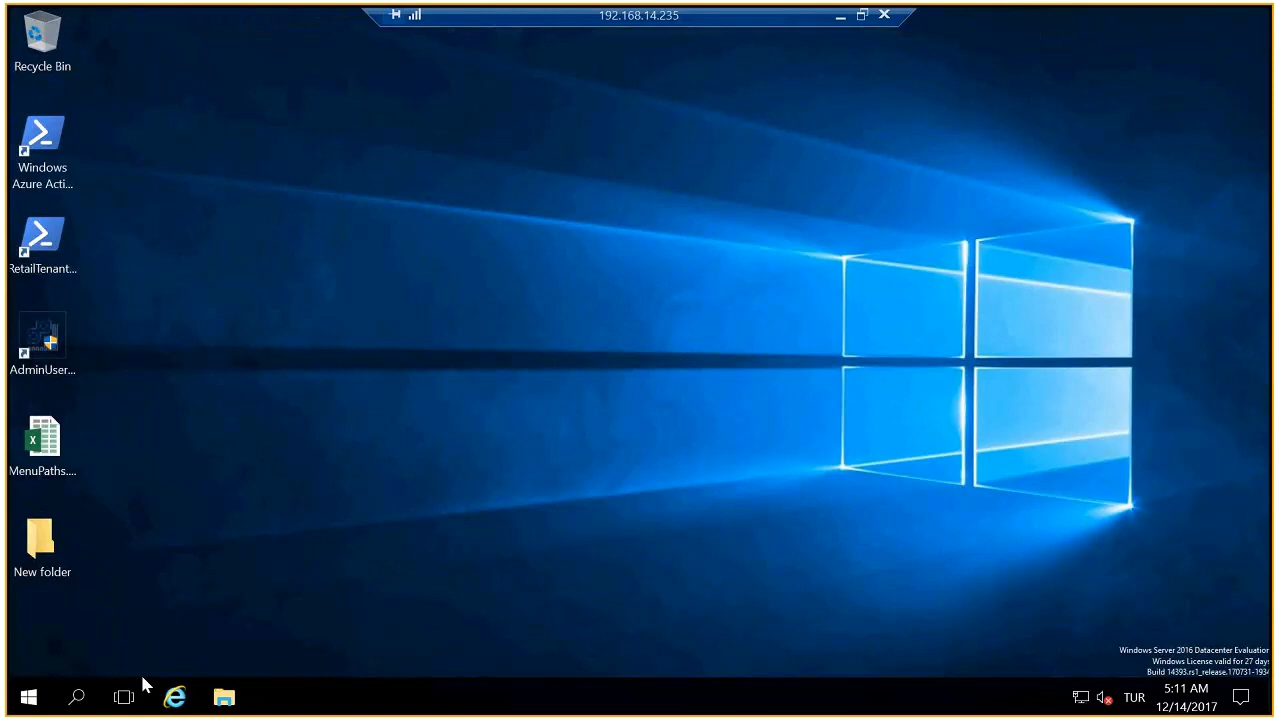 192.168.14.235
Recycle Bin
Windows
Azure Acti...
RetailTenant...
AdminUser...
MenuPaths....
New folder
Windows Server 2016 Datacenter Evaluation
Windows License valid for 27 days
Build 14393.rs1_release.170731-1934
TUR
5:11 AM
12/14/2017